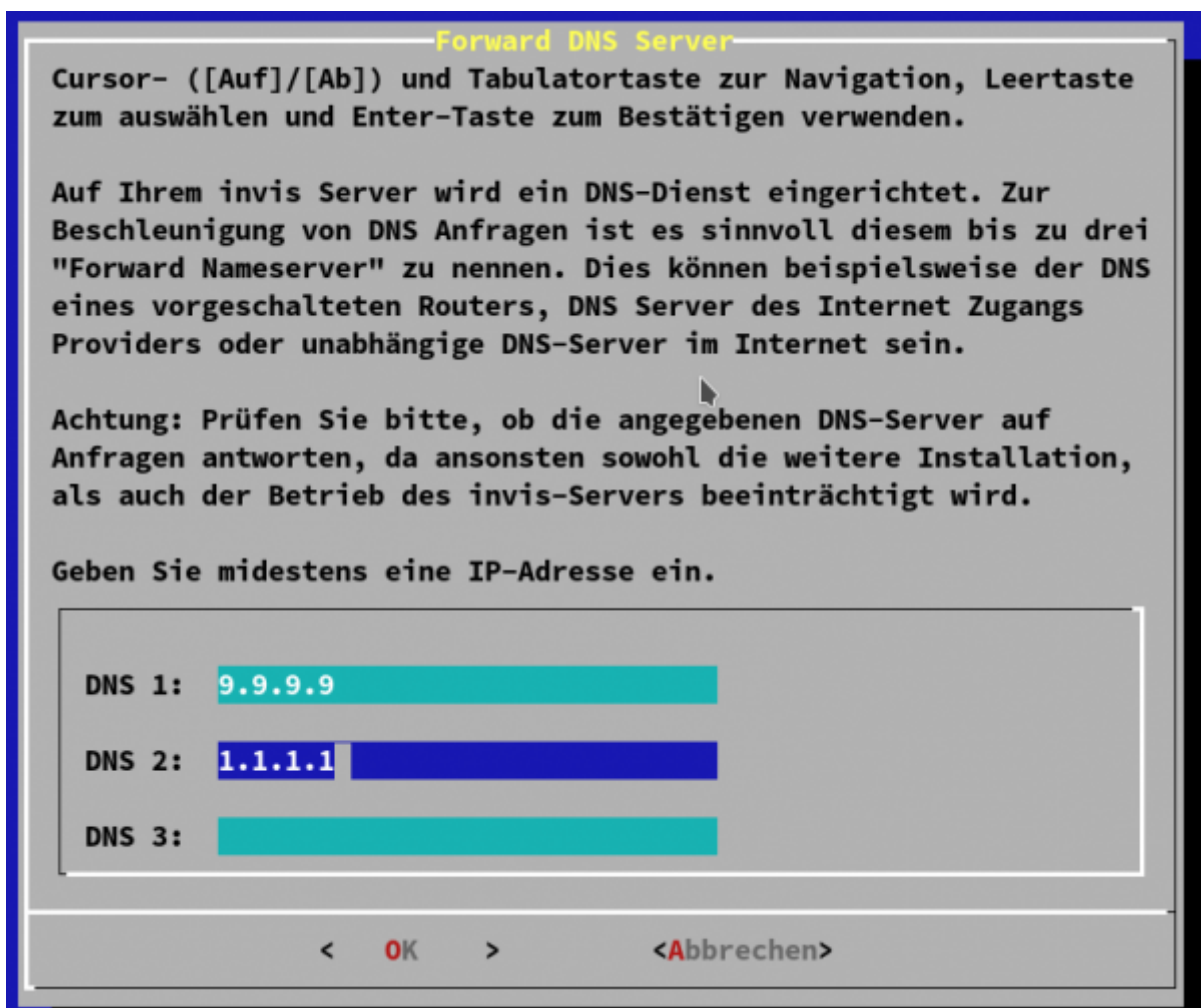 Forward DNS Server
Cursor- ([Auf]/[Ab]) und Tabulatortaste zur Navigation, Leertaste
zum auswählen und Enter-Taste zum Bestätigen verwenden.
Auf Ihrem invis Server wird ein DNS-Dienst eingerichtet. Zur
Beschleunigung von DNS Anfragen ist es sinnvoll diesem bis zu drei
"Forward Nameserver" zu nennen. Dies können beispielsweise der DNS
eines vorgeschalteten Routers, DNS Server des Internet Zugangs
Providers oder unabhängige DNS-Server im Internet sein.
Achtung: Prüfen Sie bitte, ob die angegebenen DNS-Server auf
Anfragen antworten, da ansonsten sowohl die weitere Installation,
als auch der Betrieb des invis-Servers beeinträchtigt wird.
Geben Sie midestens eine IP-Adresse ein.
DNS 1: 9.9.9.9
DNS 2: 1.1.1.1
DNS 3:
< OK > <Abbrechen>